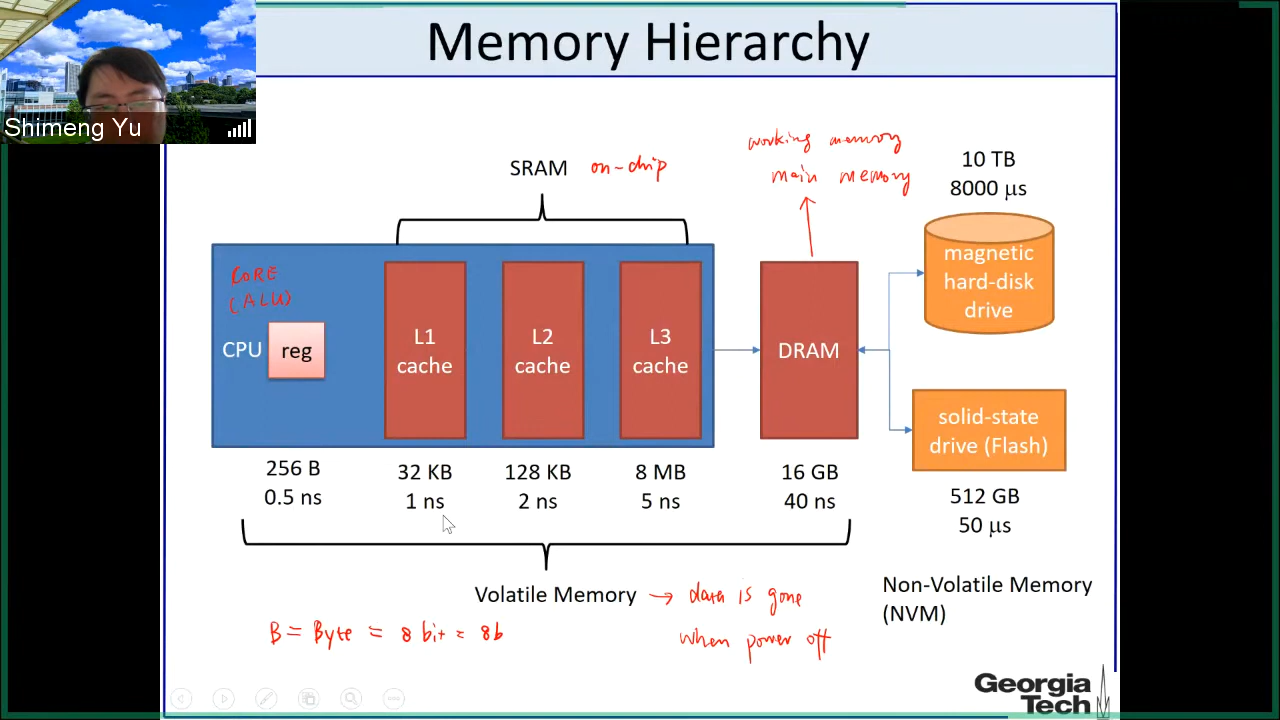 Memory Hierarchy
Shimeng Yu
working memory
main memory
SRAM on-chip
10 TB
8000 μs
magnetic
hard-disk
drive
CORE
(ALU)
CPU reg
L1
cache
L2
cache
L3
cache
DRAM
solid-state
drive (Flash)
256 B
0.5 ns
32 KB
1 ns
128 KB
2 ns
8 MB
5 ns
16 GB
40 ns
512 GB
50 μs
Volatile Memory → data is gone
when power off
Non-Volatile Memory
(NVM)
B = Byte = 8 bit = 8b
Georgia
Tech